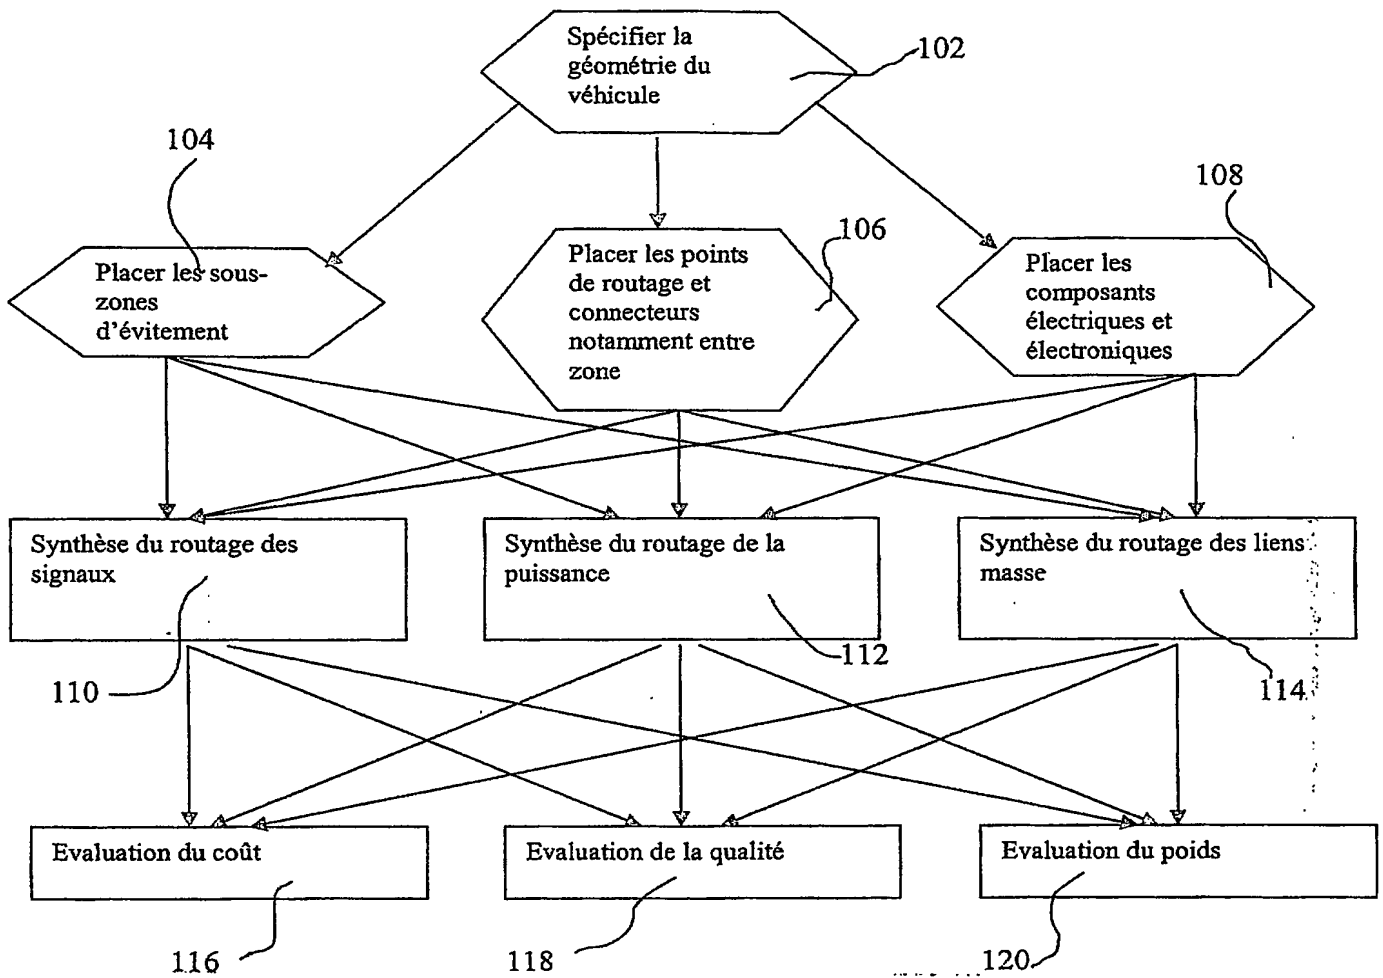 Spécifier la
géométrie du
véhicule
102
104
108
106
Placer les sous-
zones
d'évitement
Placer les points
de routage et
connecteurs
notamment entre
zone
Placer les
composants
électriques et
électroniques
Synthèse du routage des
signaux
Synthèse du routage de la
puissance
Synthèse du routage des liens
masse
110
112
114
Evaluation du coût
Evaluation de la qualité
Evaluation du poids
116
118
120